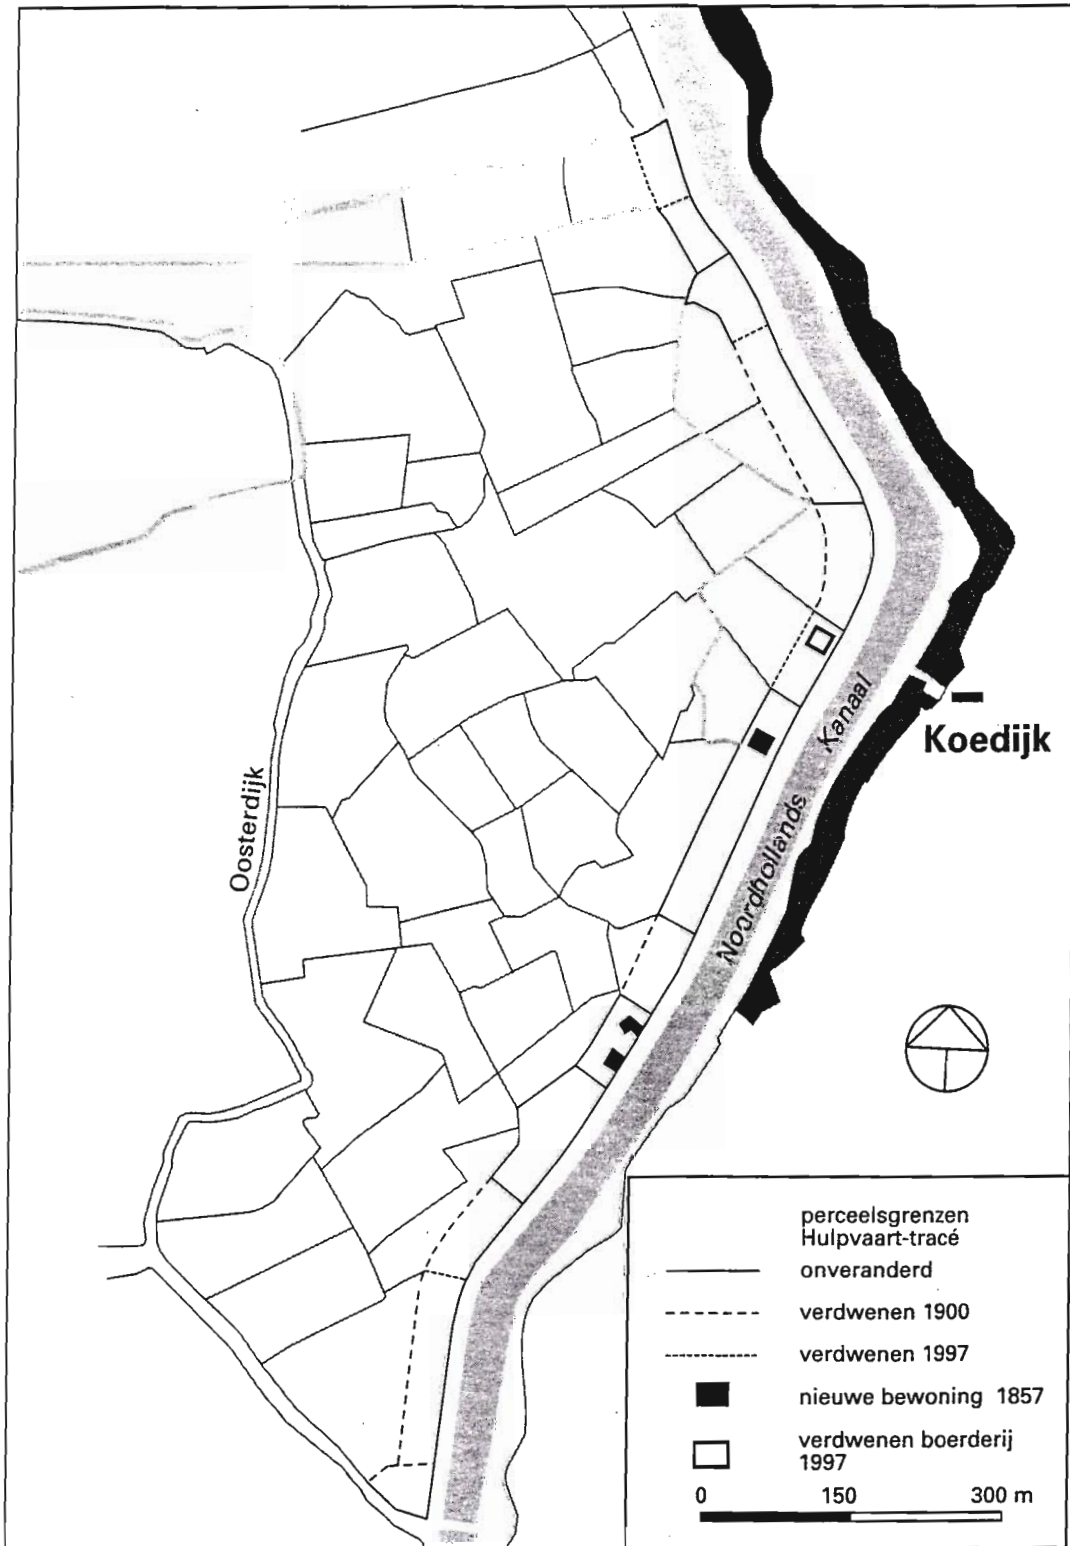 Koedijk
Noordhollands Kanaal
Oosterdijk
perceelsgrenzen
Hulpvaart-tracé
onveranderd
verdwenen 1900
verdwenen 1997
nieuwe bewoning 1857
verdwenen boerderij
1997
0 150 300 m